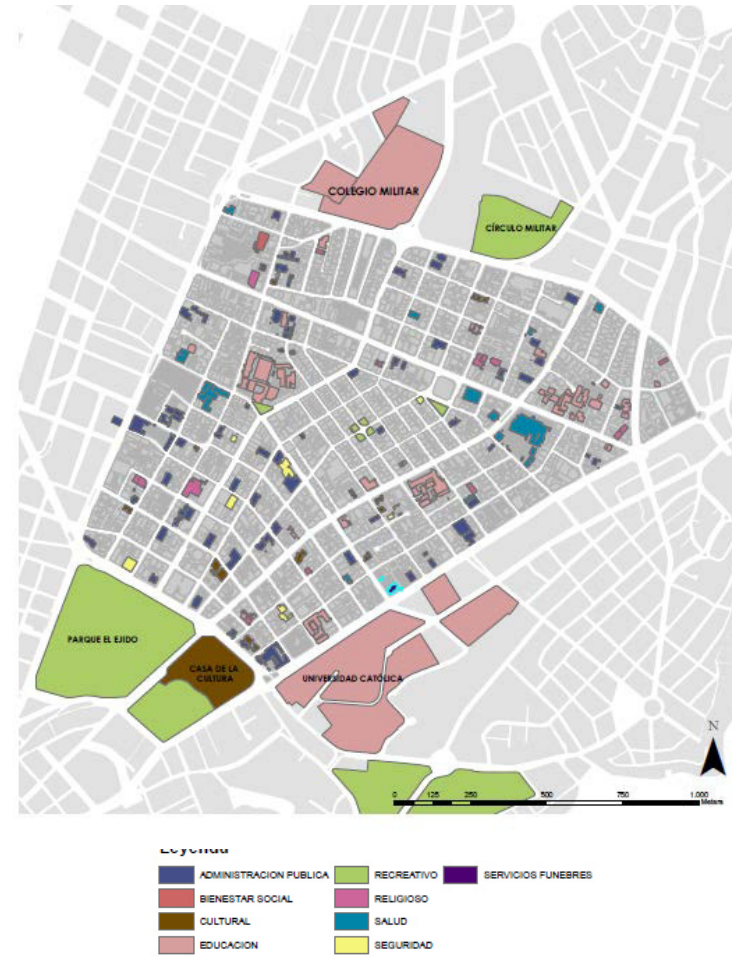 COLEGIO MILITAR
CÍRCULO MILITAR
PARQUE EL EJIDO
CASA DE LA
CULTURA
UNIVERSIDAD CATÓLICA
N
0 125 250 500 750 1.000
Meters
Leyenda
ADMINISTRACION PUBLICA
BIENESTAR SOCIAL
CULTURAL
EDUCACION
RECREATIVO
RELIGIOSO
SALUD
SEGURIDAD
SERVICIOS FUNEBRES